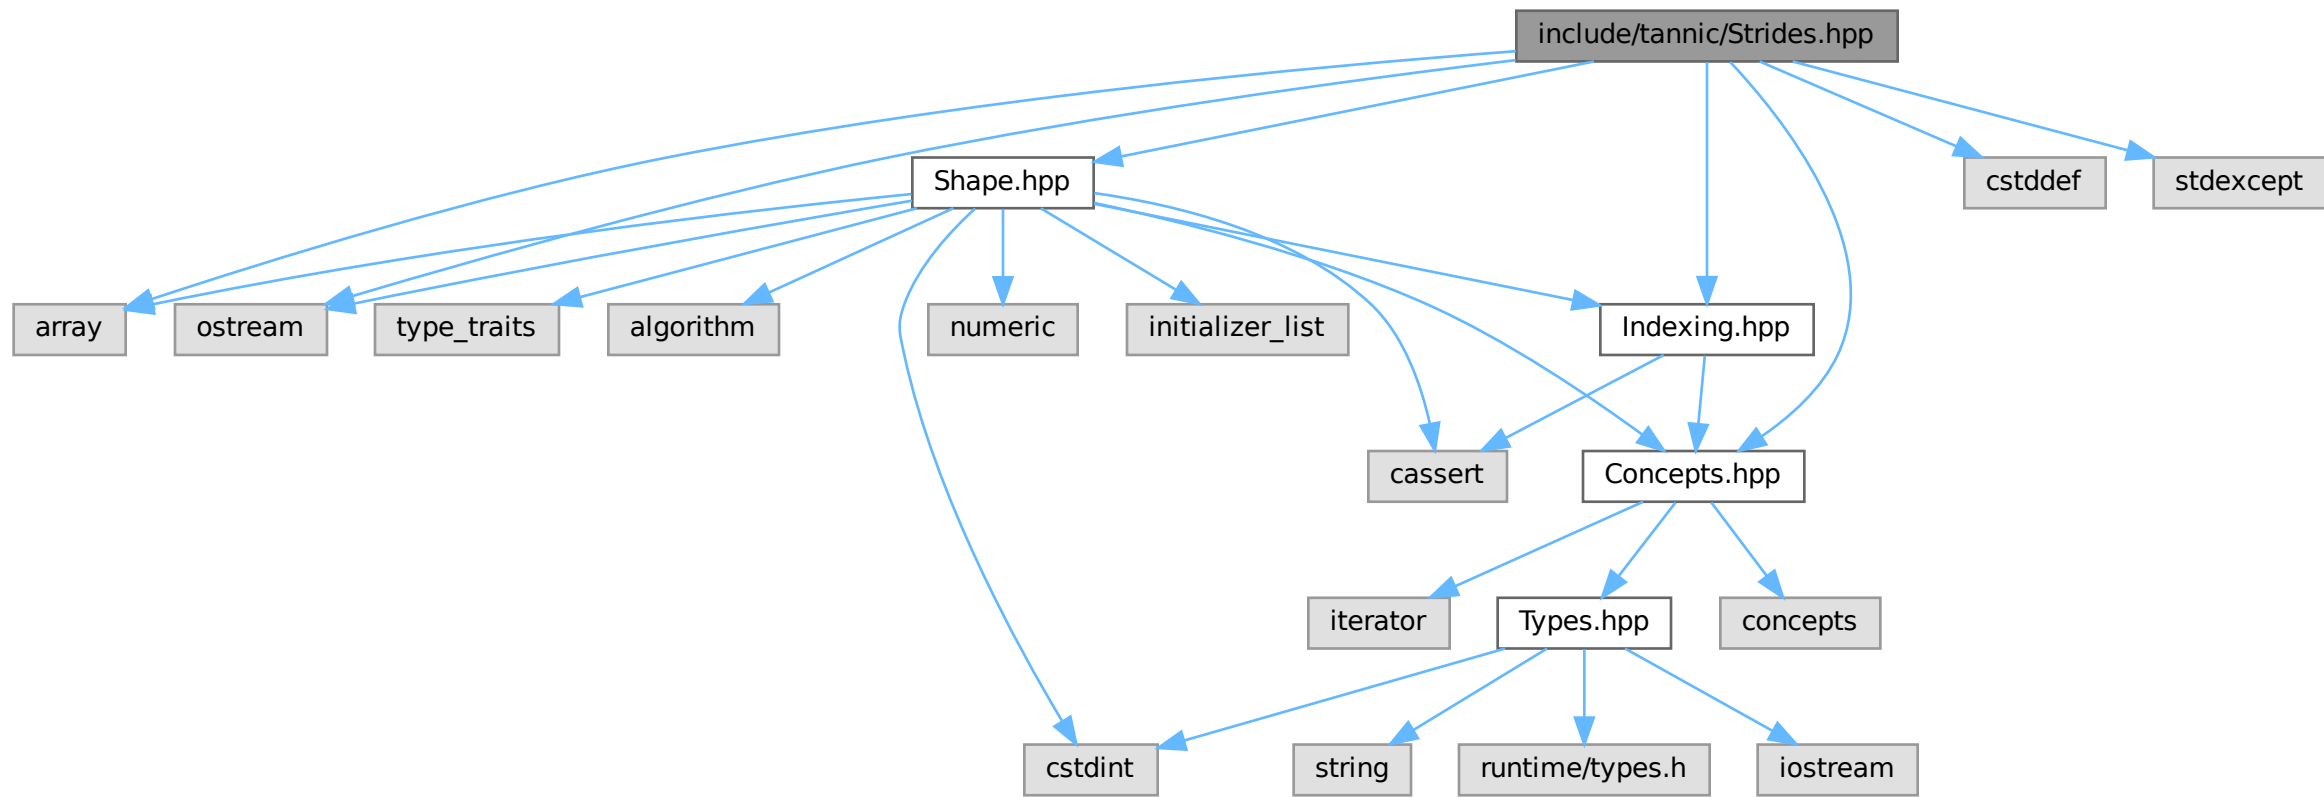 include/tannic/Strides.hpp
Shape.hpp
cstddef
stdexcept
array
ostream
type_traits
algorithm
numeric
initializer_list
Indexing.hpp
cassert
Concepts.hpp
iterator
Types.hpp
concepts
cstdint
string
runtime/types.h
iostream